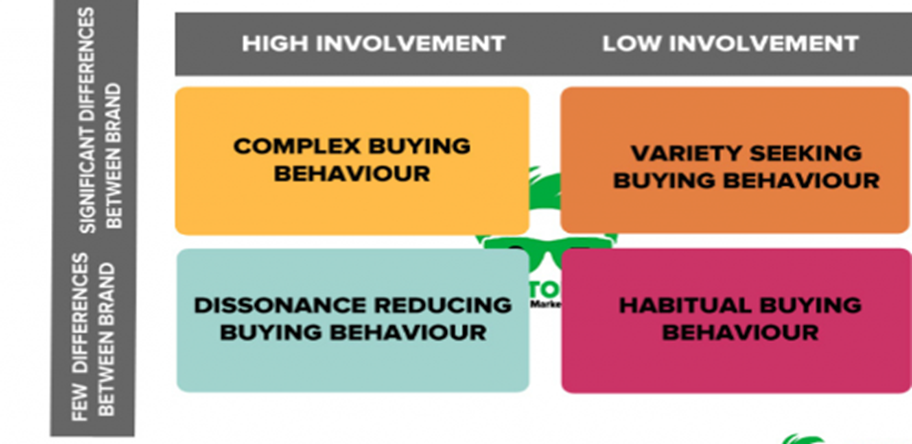 HIGH INVOLVEMENT
LOW INVOLVEMENT
SIGNIFICANT DIFFERENCES
BETWEEN BRAND
COMPLEX BUYING
BEHAVIOUR
VARIETY SEEKING
BUYING BEHAVIOUR
FEW DIFFERENCES
BETWEEN BRAND
DISSONANCE REDUCING
BUYING BEHAVIOUR
HABITUAL BUYING
BEHAVIOUR